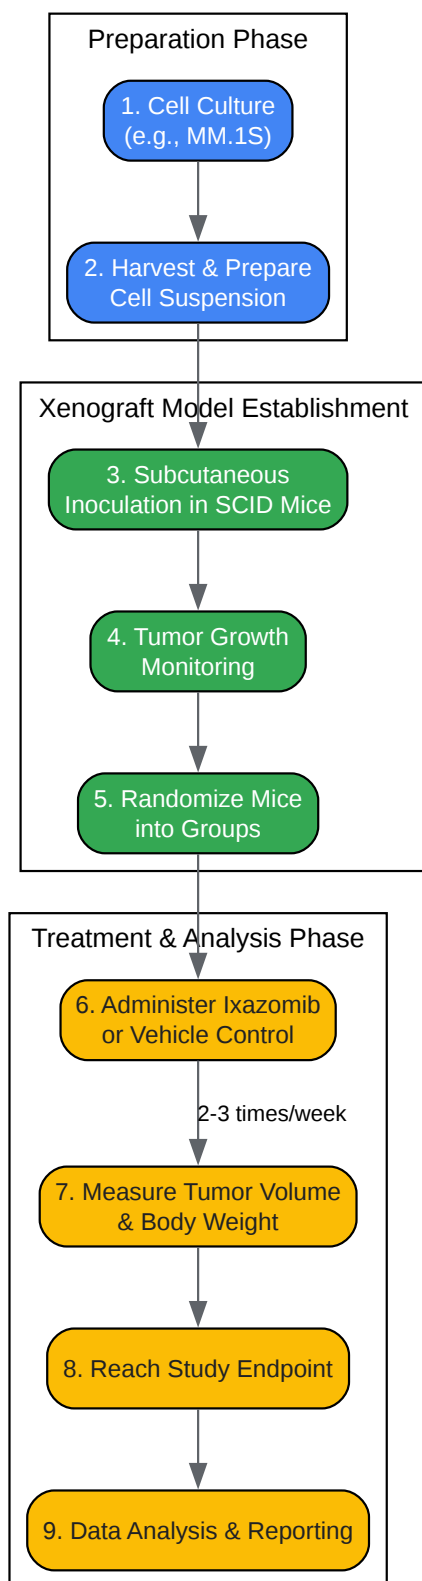 Preparation Phase
1. Cell Culture
(e.g., MM.1S)
2. Harvest & Prepare
Cell Suspension
Xenograft Model Establishment
3. Subcutaneous
Inoculation in SCID Mice
4. Tumor Growth
Monitoring
5. Randomize Mice
into Groups
Treatment & Analysis Phase
6. Administer Ixazomib
or Vehicle Control
2-3 times/week
7. Measure Tumor Volume
& Body Weight
8. Reach Study Endpoint
9. Data Analysis & Reporting